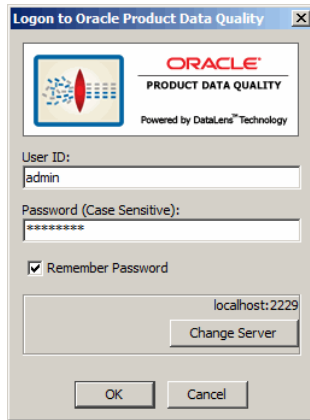 Logon to Oracle Product Data Quality
ORACLE®
PRODUCT DATA QUALITY
Powered by DataLens™ Technology
User ID:
admin
Password (Case Sensitive):
********
Remember Password
localhost:2229
Change Server
OK
Cancel